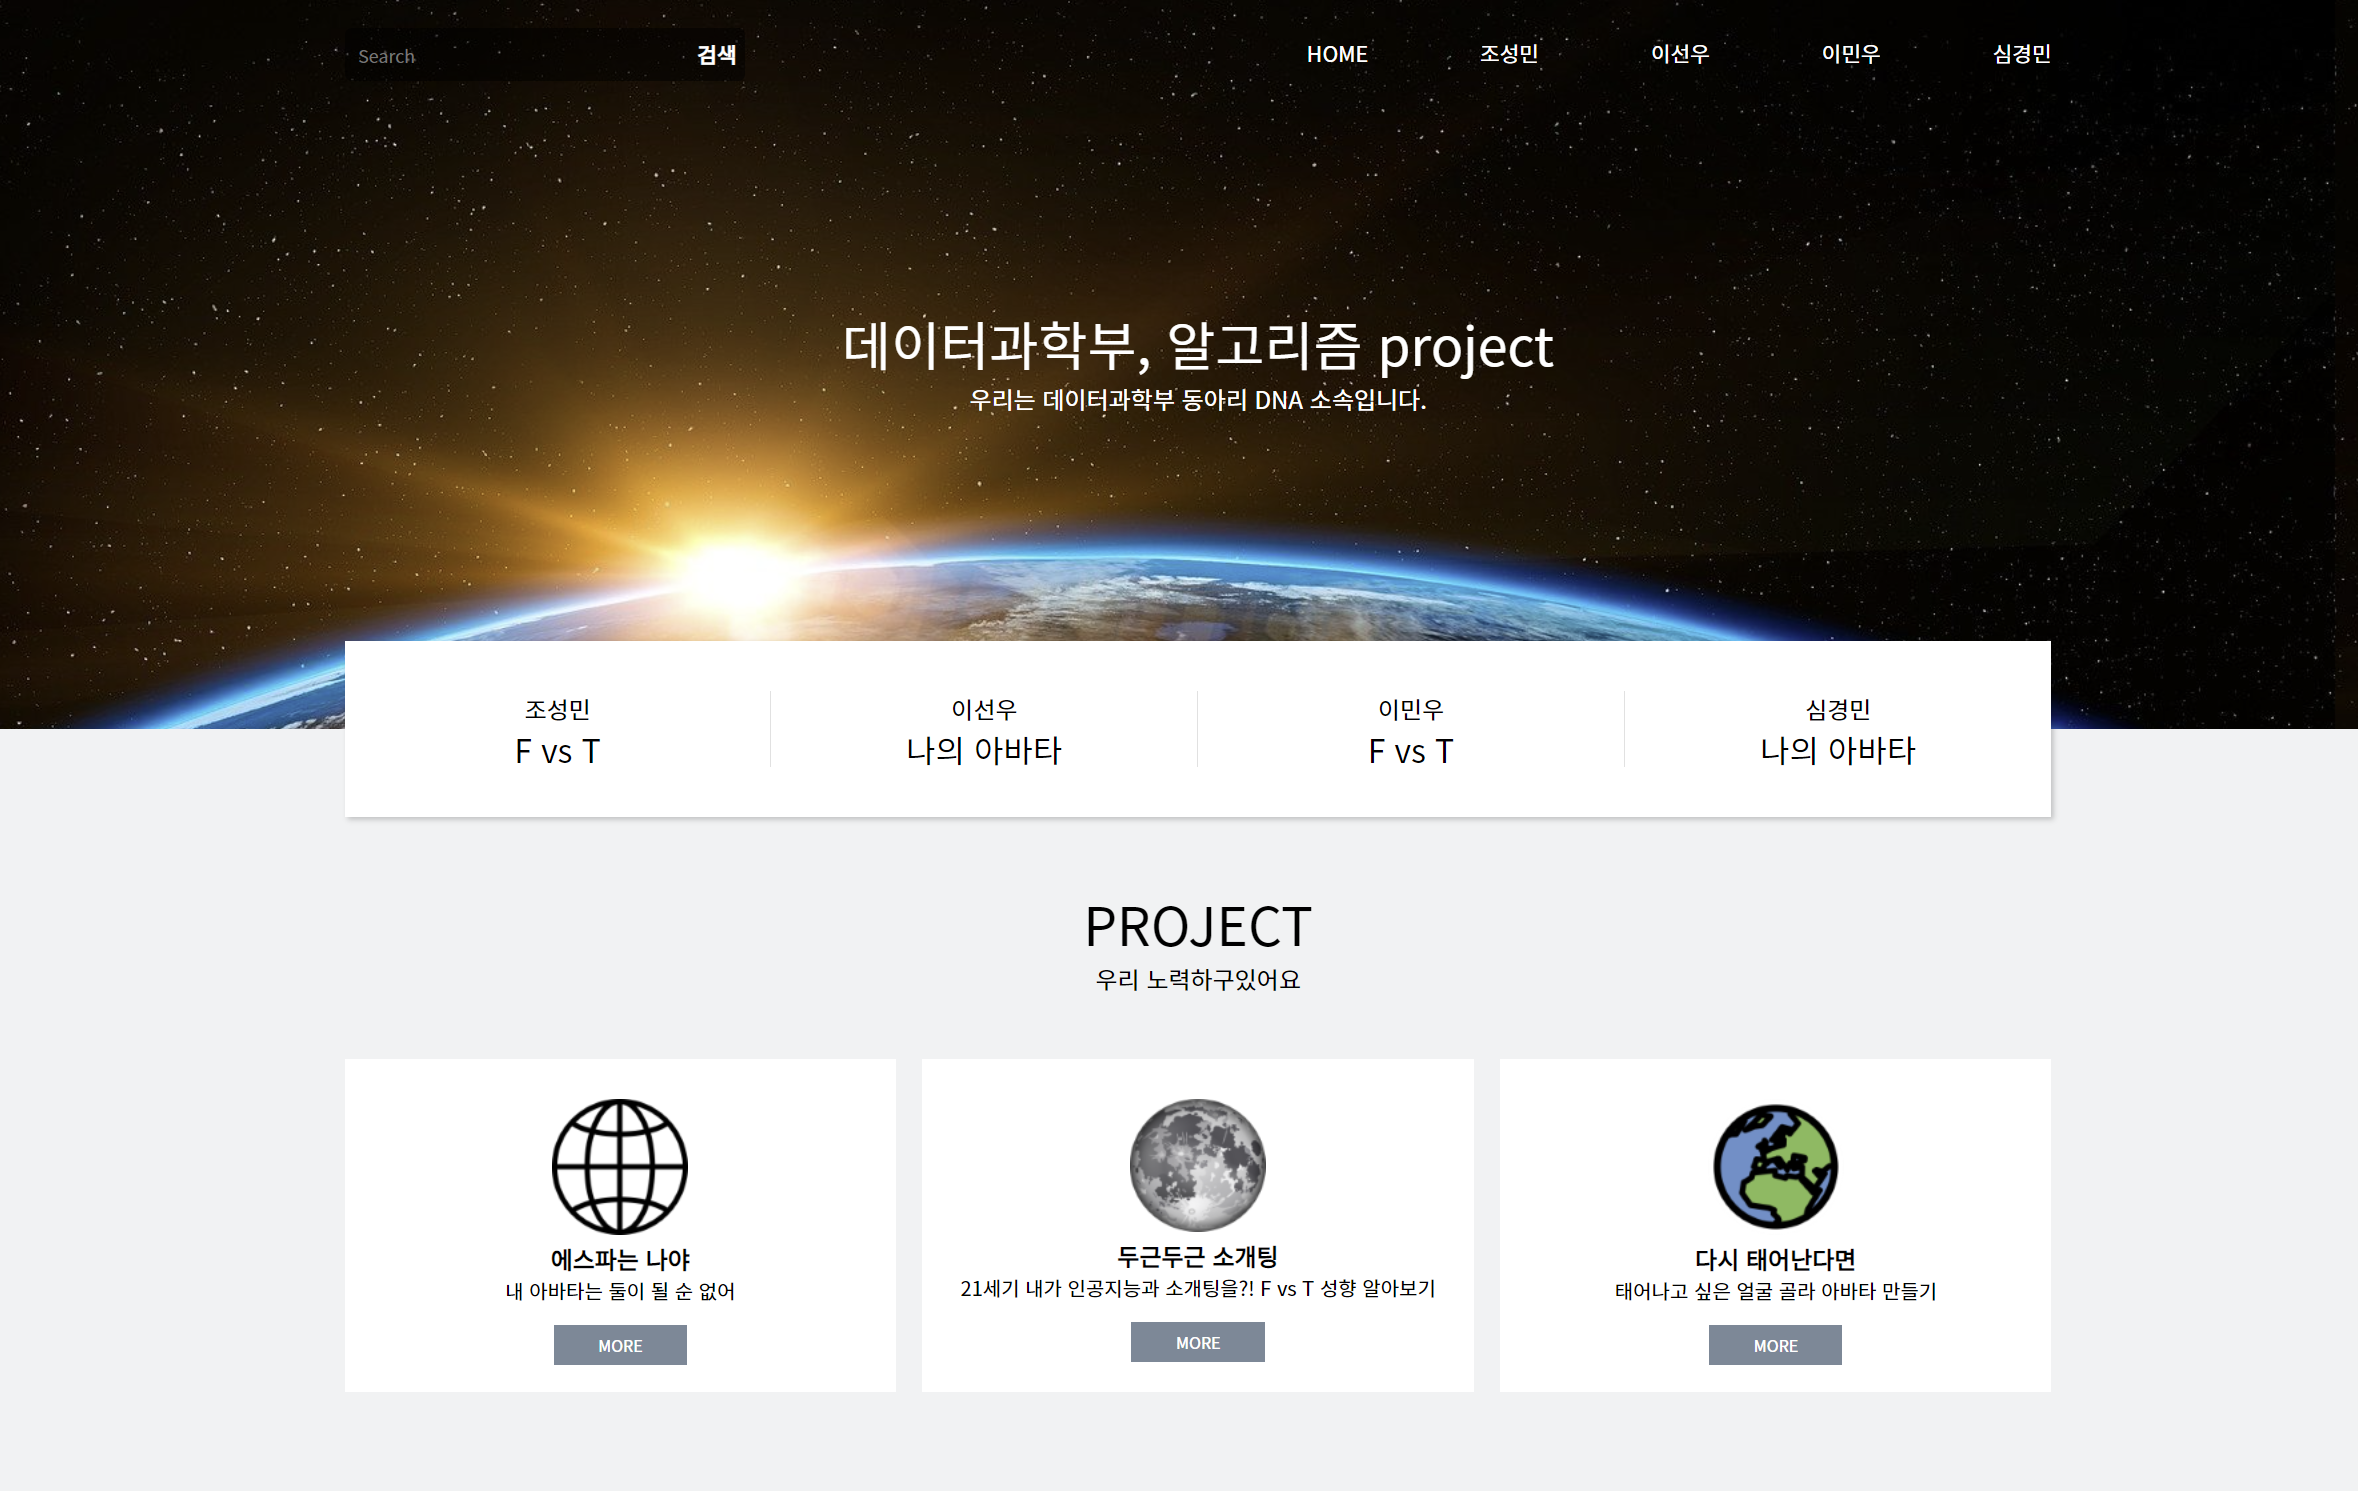 Search 검색 HOME 조성민 이선우 이민우 심경민
데이터과학부, 알고리즘 project
우리는 데이터과학부 동아리 DNA 소속입니다.
조성민
F vs T
이선우
나의 아바타
이민우
F vs T
심경민
나의 아바타
PROJECT
우리 노력하구있어요
에스파는 나야
내 아바타는 둘이 될 순 없어
MORE
두근두근 소개팅
21세기 내가 인공지능과 소개팅을?! F vs T 성향 알아보기
MORE
다시 태어난다면
태어나고 싶은 얼굴 골라 아바타 만들기
MORE